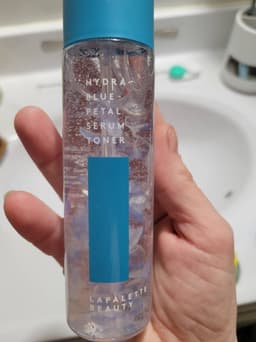 HYDRA-
BLUE-
PETAL
SERUM
TONER
LAPALETTE
BEAUTY